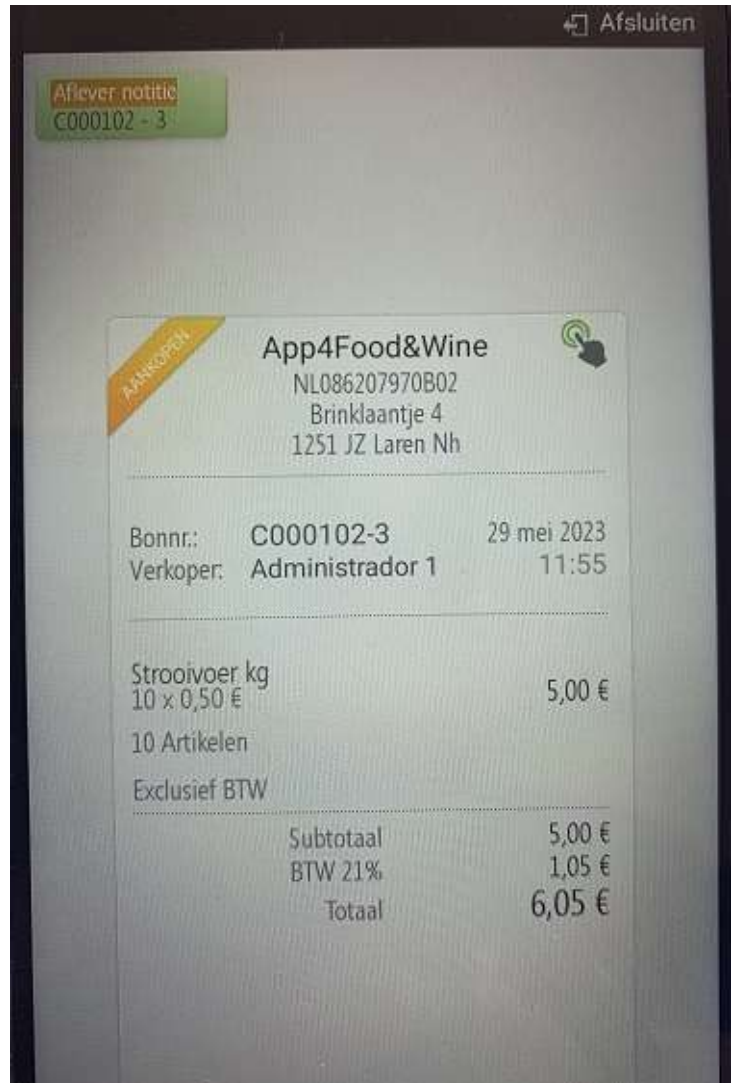 Afsluiten
Aflever notitie
C000102 - 3
AANKOPEN
App4Food&Wine
NL086207970B02
Brinklaantje 4
1251 JZ Laren Nh
Bonnr.: C000102-3 29 mei 2023
Verkoper: Administrador 1 11:55
Strooivoer kg
10 x 0,50 € 5,00 €
10 Artikelen
Exclusief BTW
Subtotaal 5,00 €
BTW 21% 1,05 €
Totaal 6,05 €